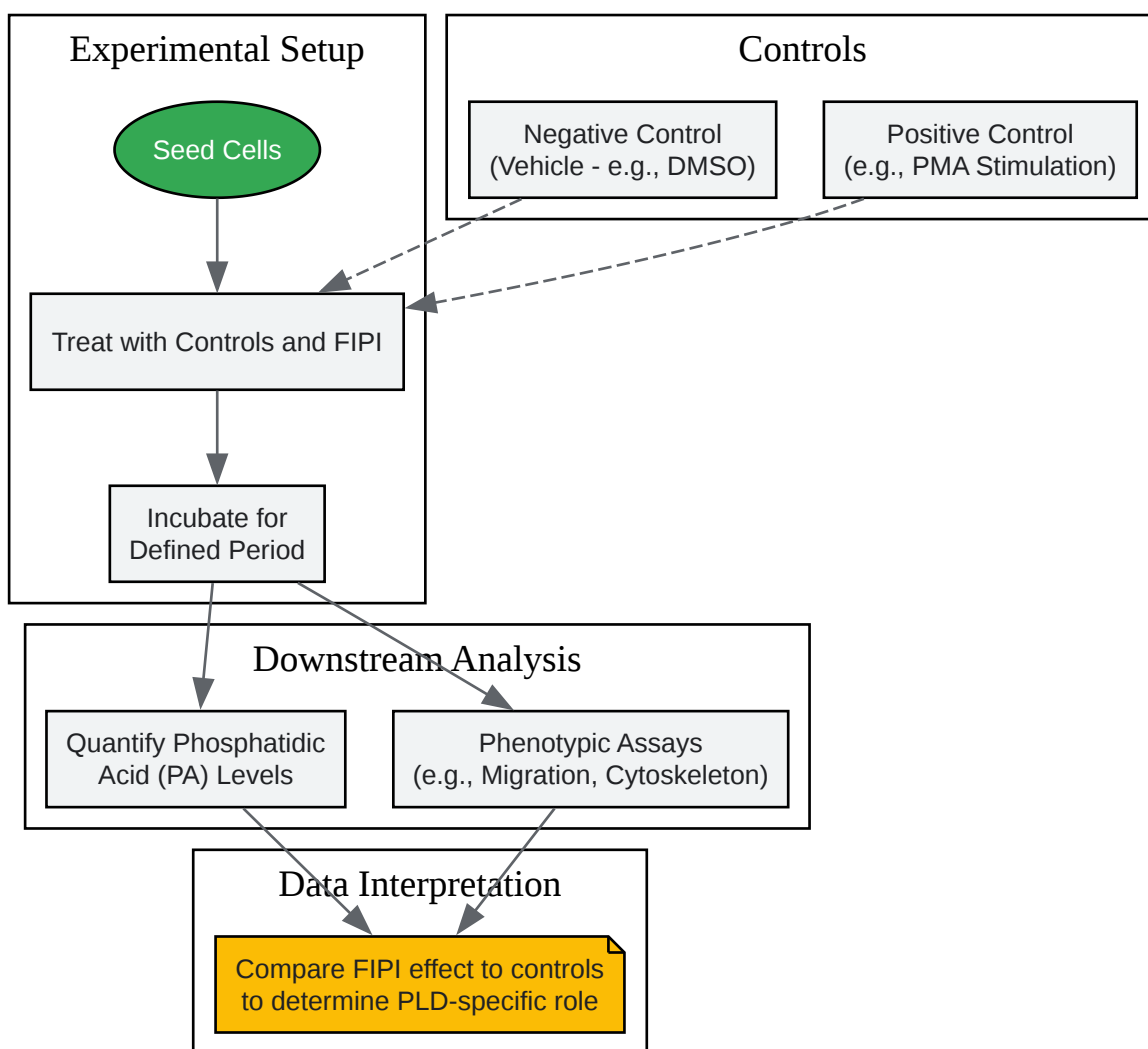 Experimental Setup
Controls
Seed Cells
Negative Control
(Vehicle - e.g., DMSO)
Positive Control
(e.g., PMA Stimulation)
Treat with Controls and FIPI
Incubate for
Defined Period
Downstream Analysis
Quantify Phosphatidic
Acid (PA) Levels
Phenotypic Assays
(e.g., Migration, Cytoskeleton)
Data Interpretation
Compare FIPI effect to controls
to determine PLD-specific role